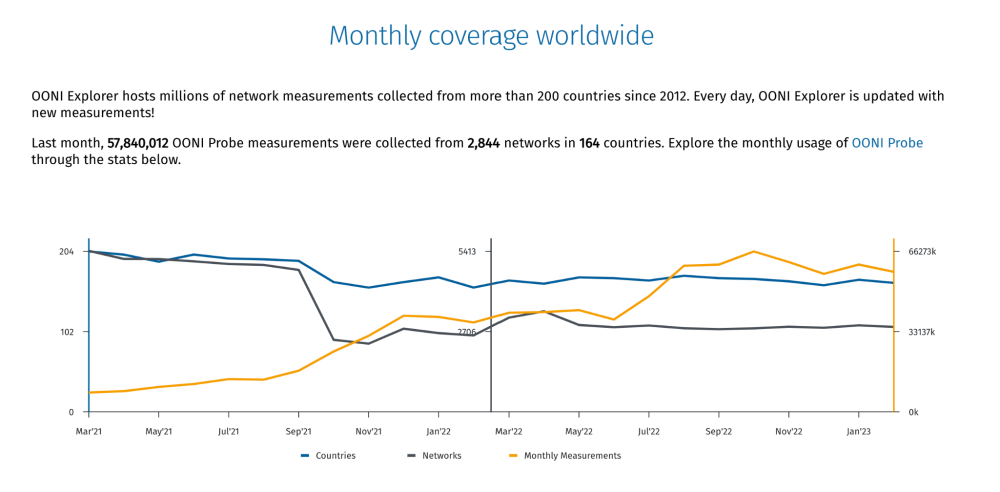 Monthly coverage worldwide
OONI Explorer hosts millions of network measurements collected from more than 200 countries since 2012. Every day, OONI Explorer is updated with
new measurements!
Last month, 57,840,012 OONI Probe measurements were collected from 2,844 networks in 164 countries. Explore the monthly usage of OONI Probe
through the stats below.
204 5413 66273k
102 2706 33137k
0 0k
Mar'21 May'21 Jul'21 Sep'21 Nov'21 Jan'22 Mar'22 May'22 Jul'22 Sep'22 Nov'22 Jan'23
Countries Networks Monthly Measurements